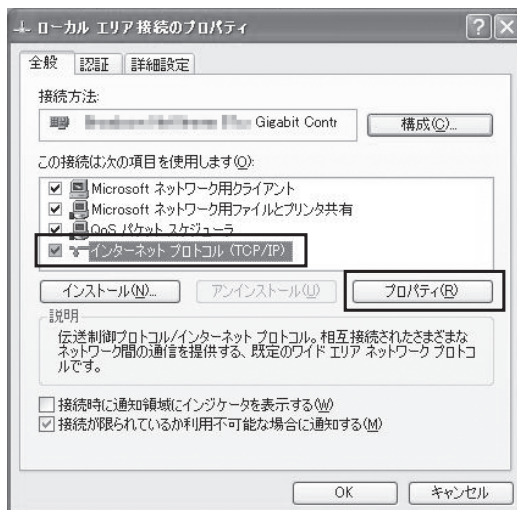 ローカル エリア接続のプロパティ
全般 認証 詳細設定
接続方法:
Gigabit Contr 構成(C)...
この接続は次の項目を使用します(O):
Microsoft ネットワーク用クライアント
Microsoft ネットワーク用ファイルとプリンタ共有
QoS パケット スケジューラ
インターネット プロトコル (TCP/IP)
インストール(N)... アンインストール(U) プロパティ(R)
説明
伝送制御プロトコル/インターネット プロトコル。相互接続されたさまざまな
ネットワーク間の通信を提供する、既定のワイド エリア ネットワーク プロトコ
ルです。
接続時に通知領域にインジケータを表示する(W)
接続が限られているか利用不可能な場合に通知する(M)
OK キャンセル